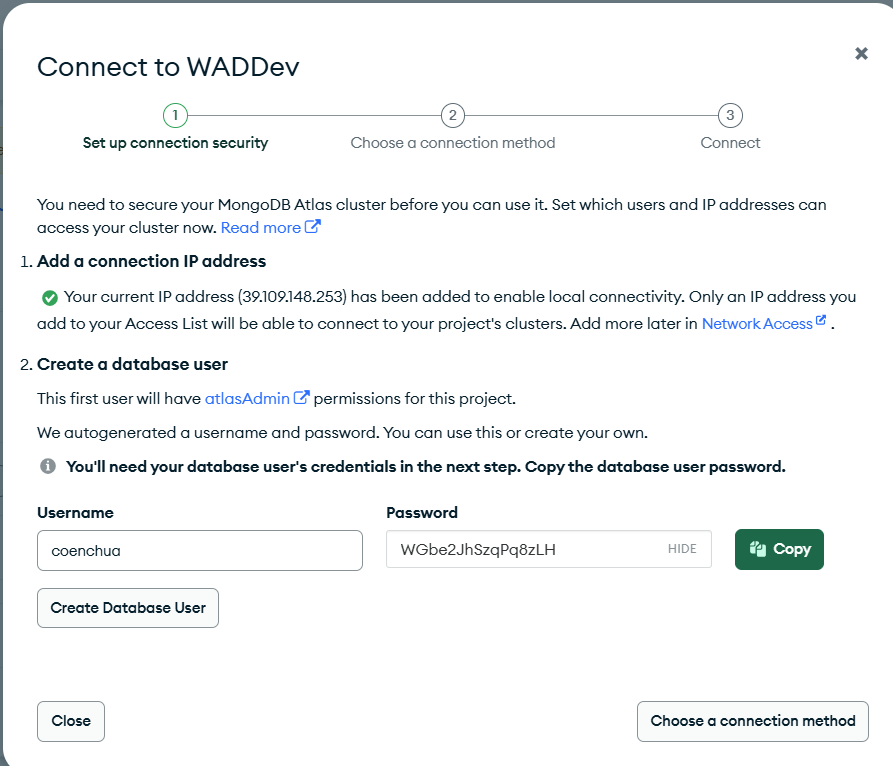 Connect to WADDev
1
2
3
Set up connection security
Choose a connection method
Connect
You need to secure your MongoDB Atlas cluster before you can use it. Set which users and IP addresses can
access your cluster now. Read more
1. Add a connection IP address
Your current IP address (39.109.148.253) has been added to enable local connectivity. Only an IP address you
add to your Access List will be able to connect to your project's clusters. Add more later in Network Access .
2. Create a database user
This first user will have atlasAdmin permissions for this project.
We autogenerated a username and password. You can use this or create your own.
You'll need your database user's credentials in the next step. Copy the database user password.
Username
Password
coenchua
WGbe2JhSzqPq8zLH
HIDE
Copy
Create Database User
Close
Choose a connection method